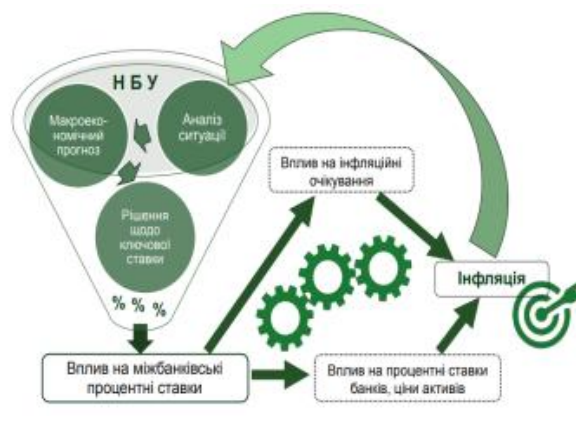 Н Б У
Макроеко-
номічний
прогноз
Аналіз
ситуації
Рішення
щодо
ключової
ставки
% % %
Вплив на міжбанківські
процентні ставки
Вплив на інфляційні
очікування
Вплив на процентні ставки
банків, ціни активів
Інфляція